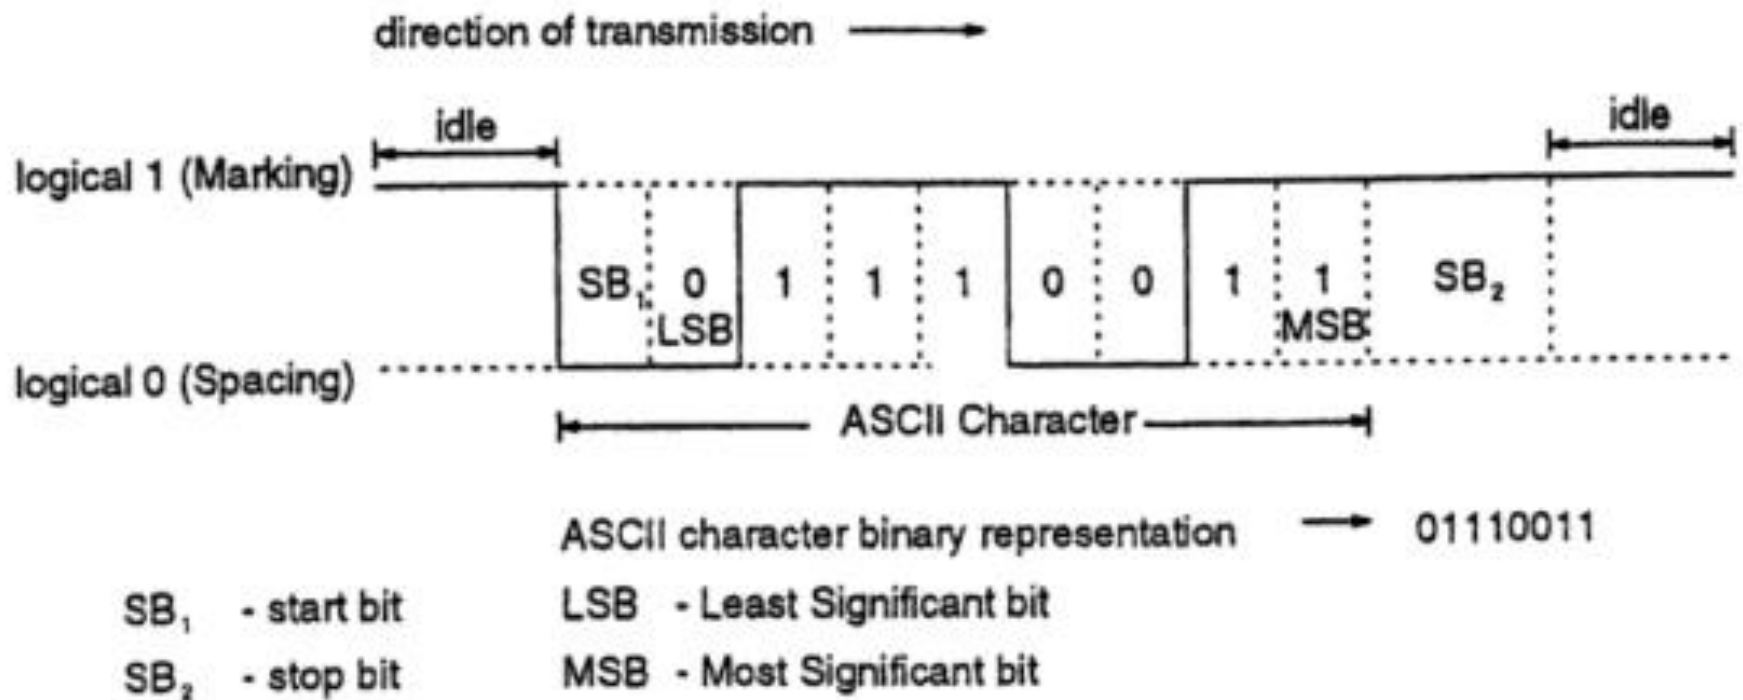 direction of transmission
idle
idle
logical 1 (Marking)
SB₁ 0 1 1 1 0 0 1 1 SB₂
LSB MSB
logical 0 (Spacing)
ASCII Character
ASCII character binary representation 01110011
SB₁ - start bit LSB - Least Significant bit
SB₂ - stop bit MSB - Most Significant bit